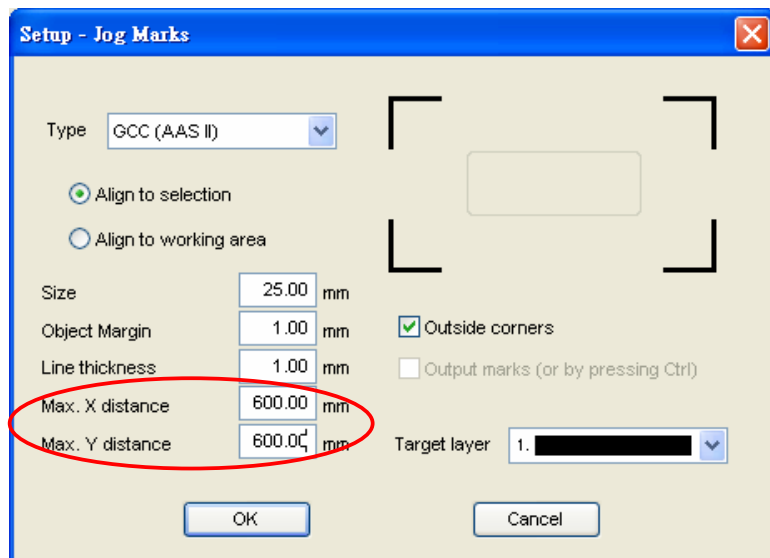 Setup - Jog Marks
Type GCC (AAS II)
Align to selection
Align to working area
Size 25.00 mm
Object Margin 1.00 mm
Line thickness 1.00 mm
Max. X distance 600.00 mm
Max. Y distance 600.00 mm
Outside corners
Output marks (or by pressing Ctrl)
Target layer 1.
OK
Cancel